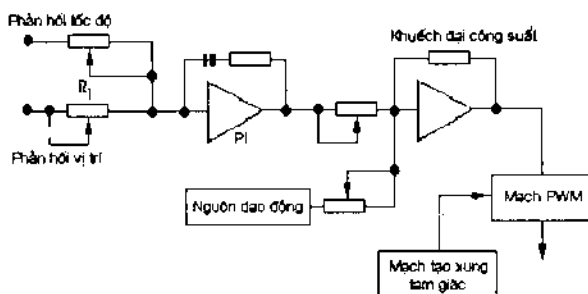 Phản hồi tốc độ
Khuếch đại công suất
R1
Phản hồi vị trí
PI
Nguồn dao động
Mạch PWM
Mạch tạo xung
tam giác